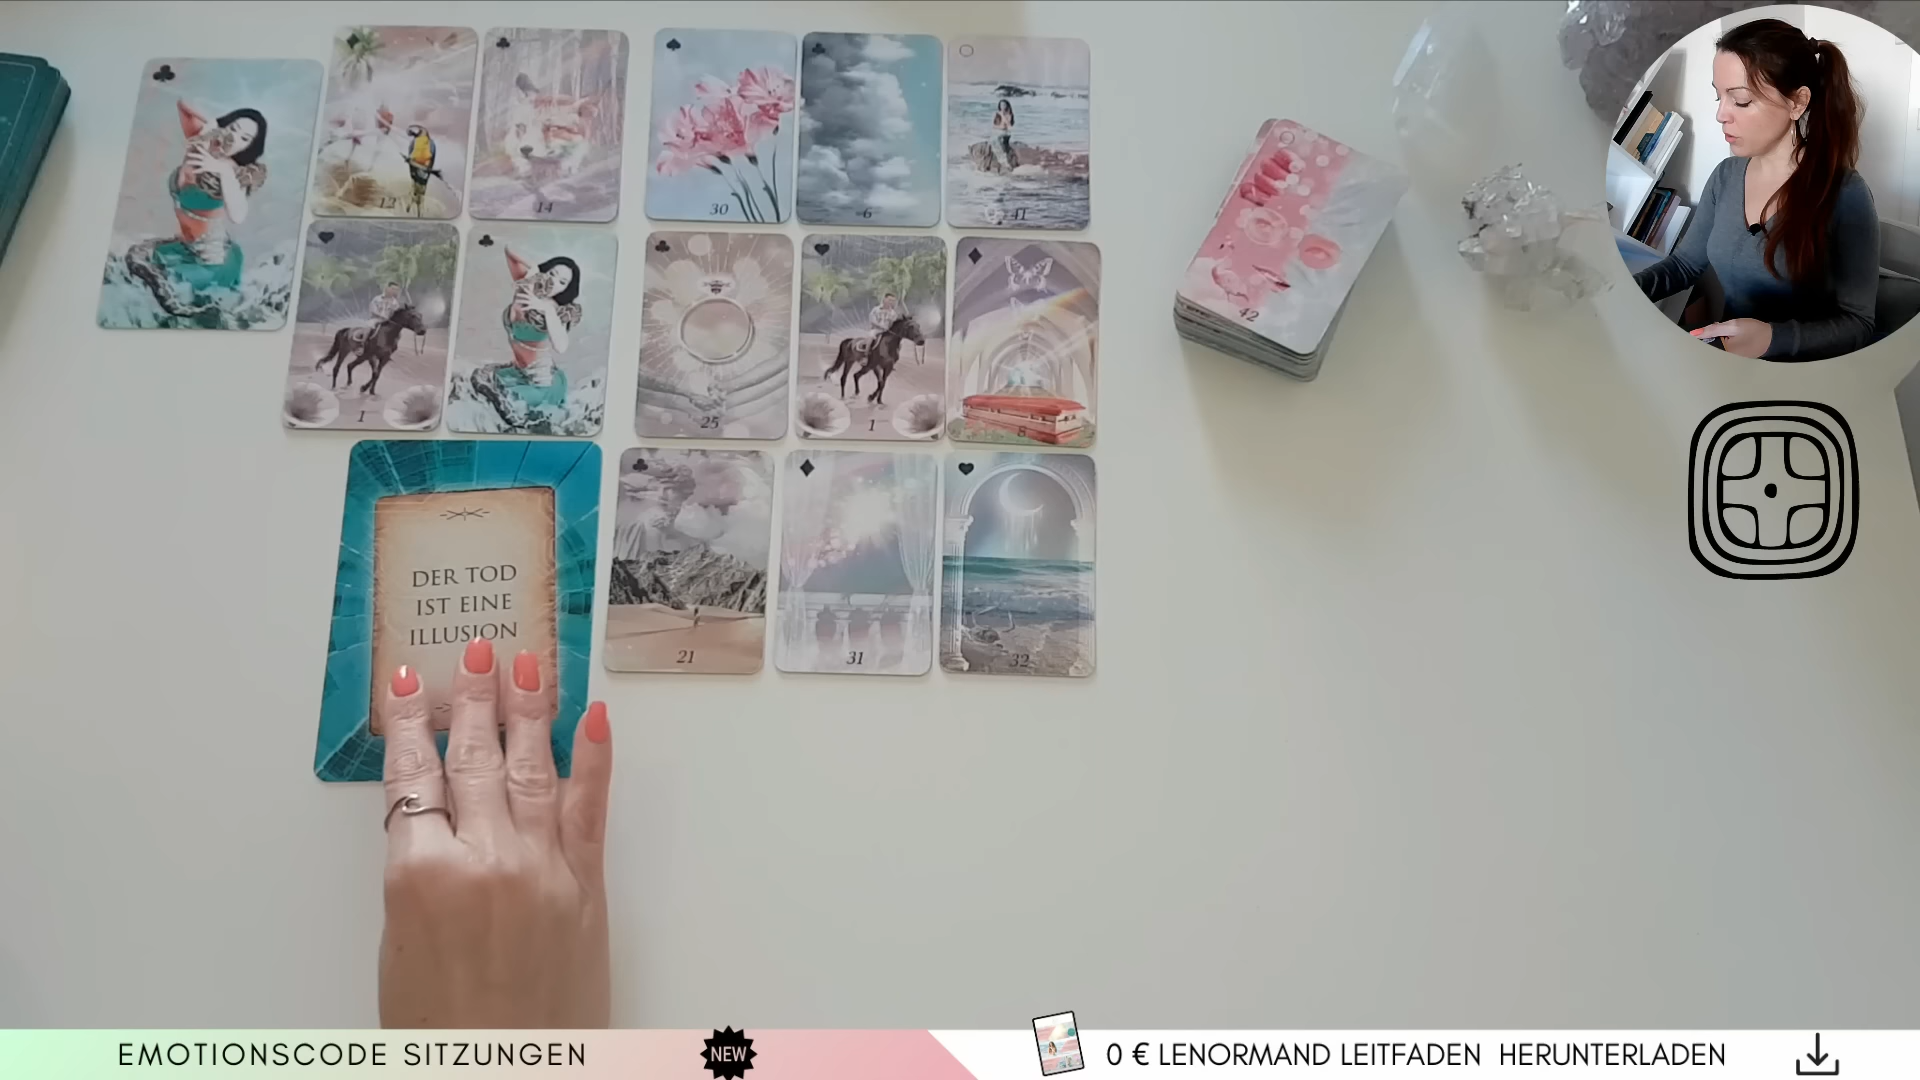 12
14
30
6
41
42
1
25
1
8
DER TOD
IST EINE
ILLUSION
21
31
32
EMOTIONSCODE SITZUNGEN
NEW
0 € LENORMAND LEITFADEN HERUNTERLADEN